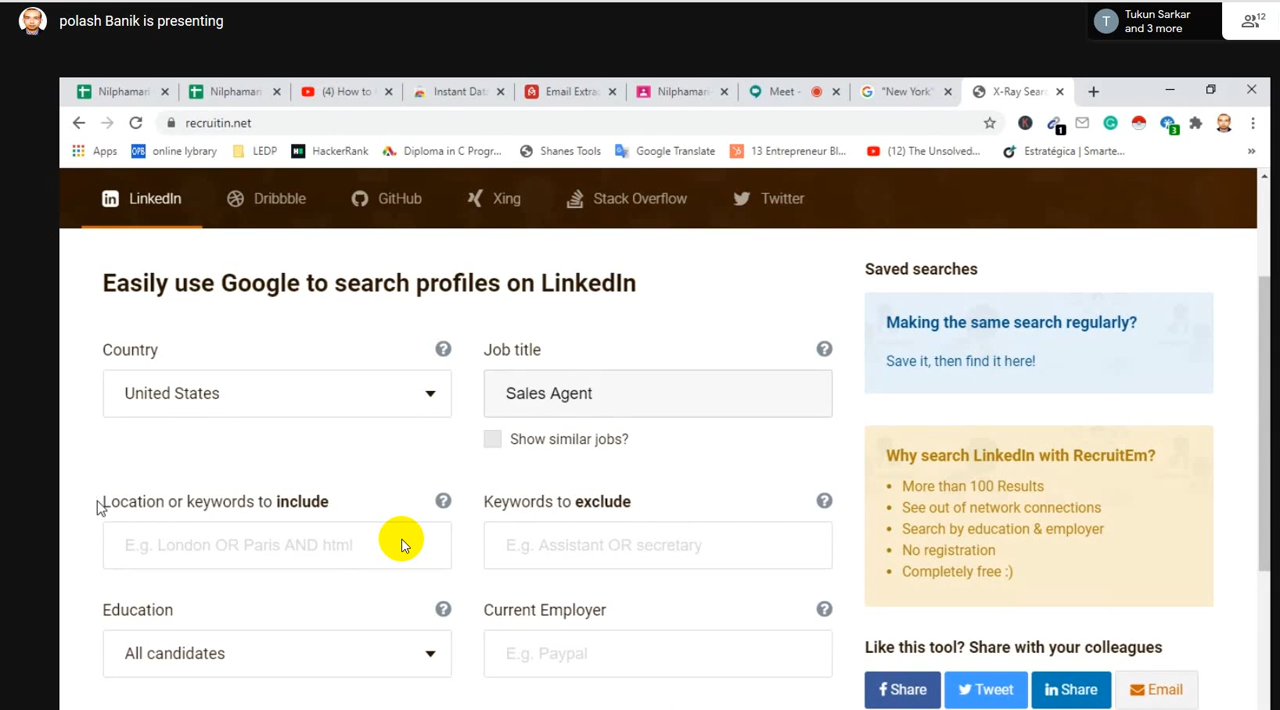 polash Banik is presenting
T
Tukun Sarkar
and 3 more
12
Nilphaman
Nilphaman
(4) How to
Instant Dat
Email Extra
Nilphaman
Meet -
"New York"
X-Ray Sear
recruitin.net
1
3
Apps
online lybrary
LEDP
HackerRank
Diploma in C Progr...
Shanes Tools
Google Translate
13 Entrepreneur Bl...
(12) The Unsolved...
Estratégica | Smarte...
»
LinkedIn
Dribbble
GitHub
Xing
Stack Overflow
Twitter
Easily use Google to search profiles on LinkedIn
Country
Job title
United States
Sales Agent
Show similar jobs?
Location or keywords to include
Keywords to exclude
E.g. London OR Paris AND html
E.g. Assistant OR secretary
Education
Current Employer
All candidates
E.g. Paypal
Saved searches
Making the same search regularly?
Save it, then find it here!
Why search LinkedIn with RecruitEm?
• More than 100 Results
• See out of network connections
• Search by education & employer
• No registration
• Completely free :)
Like this tool? Share with your colleagues
Share
Tweet
Share
Email